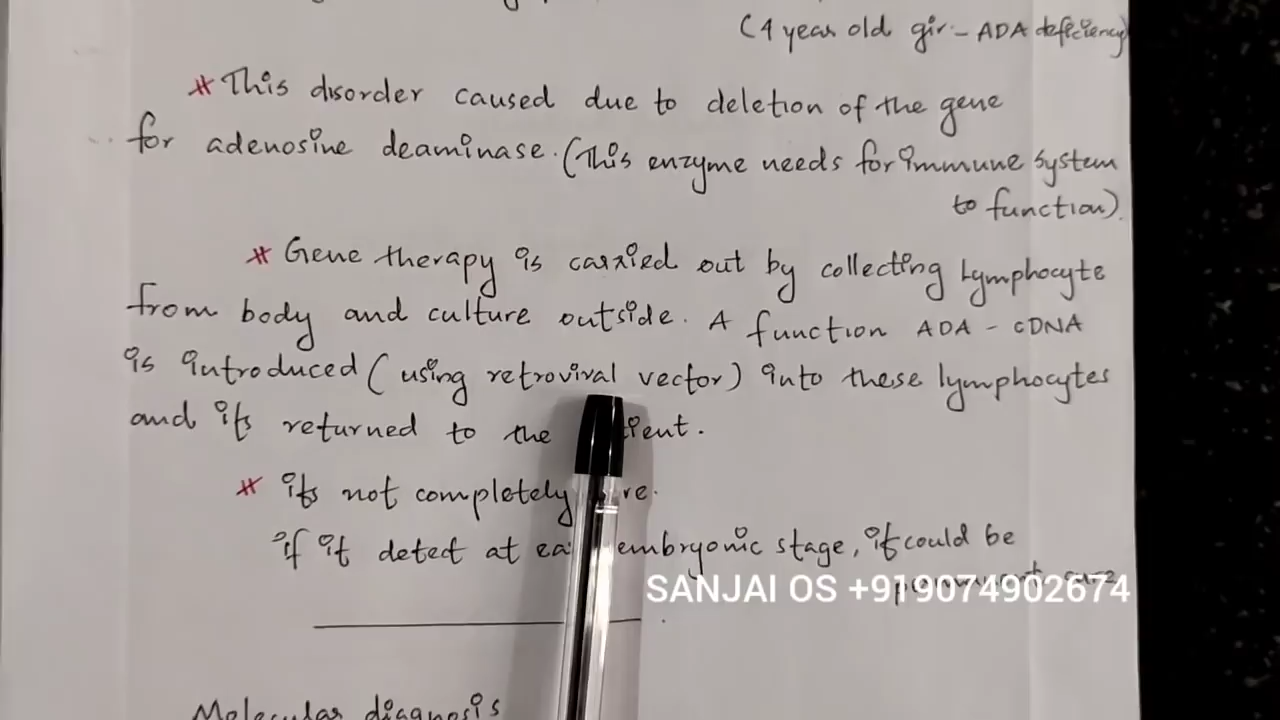 (4 year old gir - ADA deficiency)
* This disorder caused due to deletion of the gene
for adenosine deaminase. (This enzyme needs for immune system
to function).
* Gene therapy is carried out by collecting Lymphocyte
from body and culture outside. A function ADA - cDNA
is introduced (using retroviral vector) into these lymphocytes
and its returned to the
* its not completely
if it detect at embryonic stage, it could be
SANJAI OS +91 9074902674
Molecular diagnosis